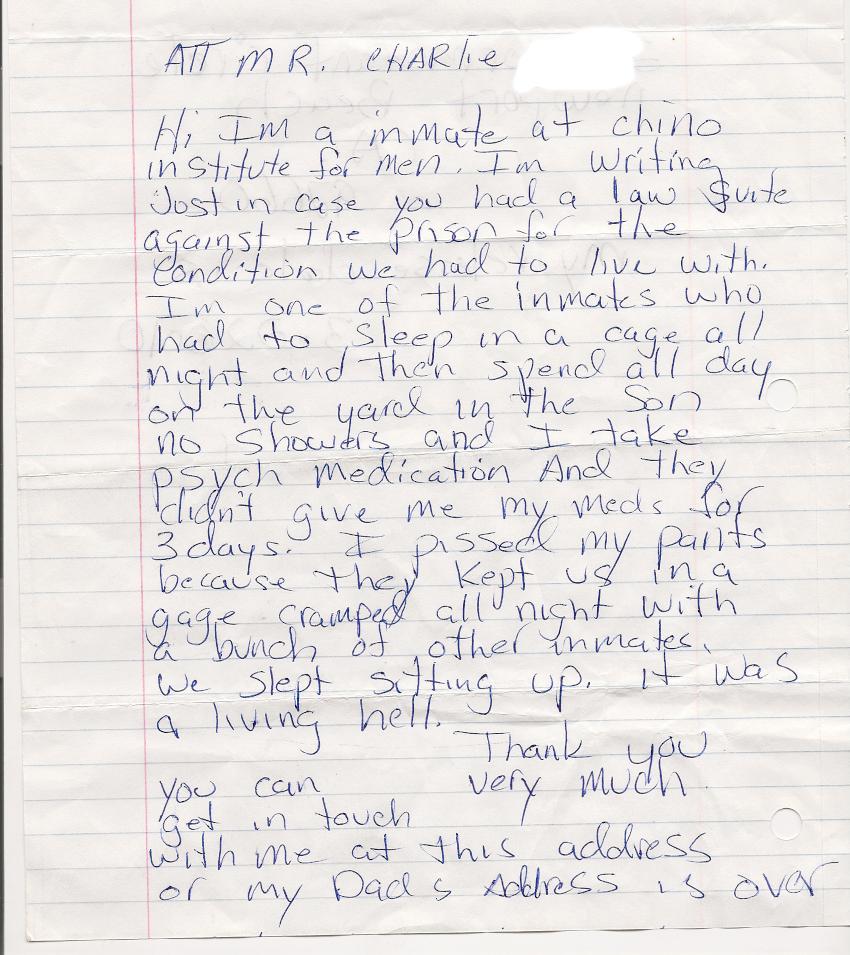 ATT MR. CHARlie
Hi Im a inmate at chino
institute for men. Im writing
Jost in case you had a law suite
against the prison for the
condition we had to live with.
Im one of the inmates who
had to sleep in a cage all
night and then spend all day
on the yard in the son
no showers and I take
psych medication And they
didn't give me my meds for
3 days. I pissed my pants
because they kept us in a
gage cramped all night with
a bunch of other inmates.
we slept sitting up. it was
a living hell.
Thank you
very much.
you can
get in touch
with me at this address
or my Dads Address is over